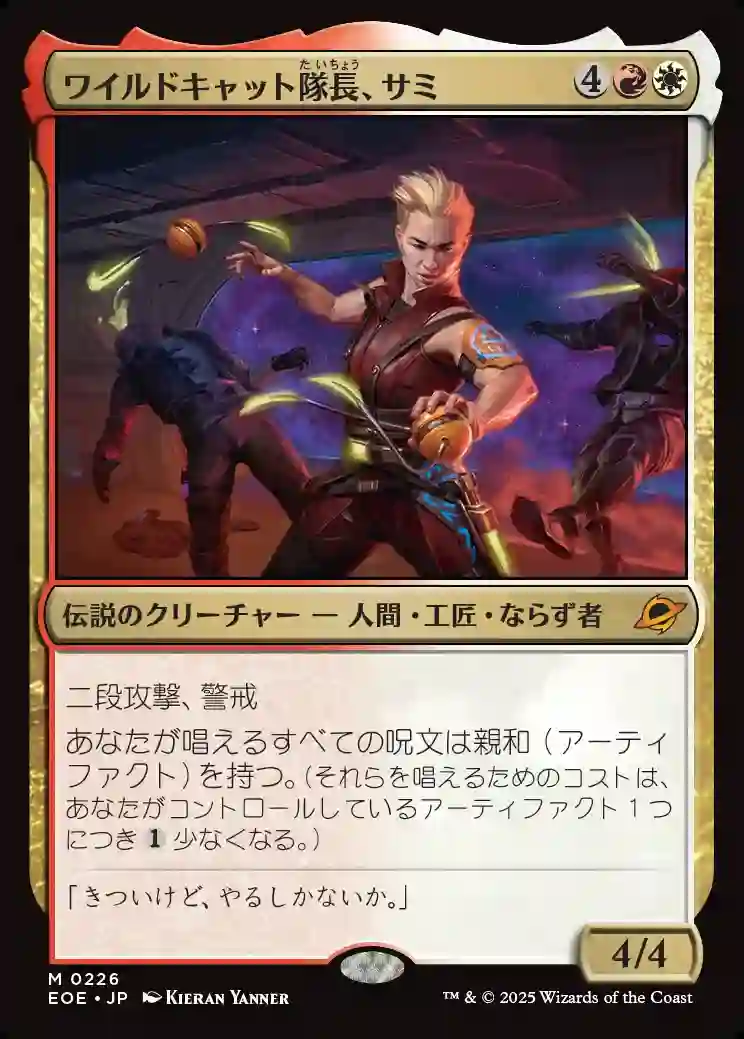 たいちょう
ワイルドキャット隊長、サミ 4
伝説のクリーチャー — 人間・工匠・ならず者
二段攻撃、警戒
あなたが唱えるすべての呪文は親和（アーティ
ファクト）を持つ。（それらを唱えるためのコストは、
あなたがコントロールしているアーティファクト１つ
につき 1 少なくなる。）
「きついけど、やるしかないか。」
4/4
M 0226
EOE • JP KIERAN YANNER
™ & © 2025 Wizards of the Coast